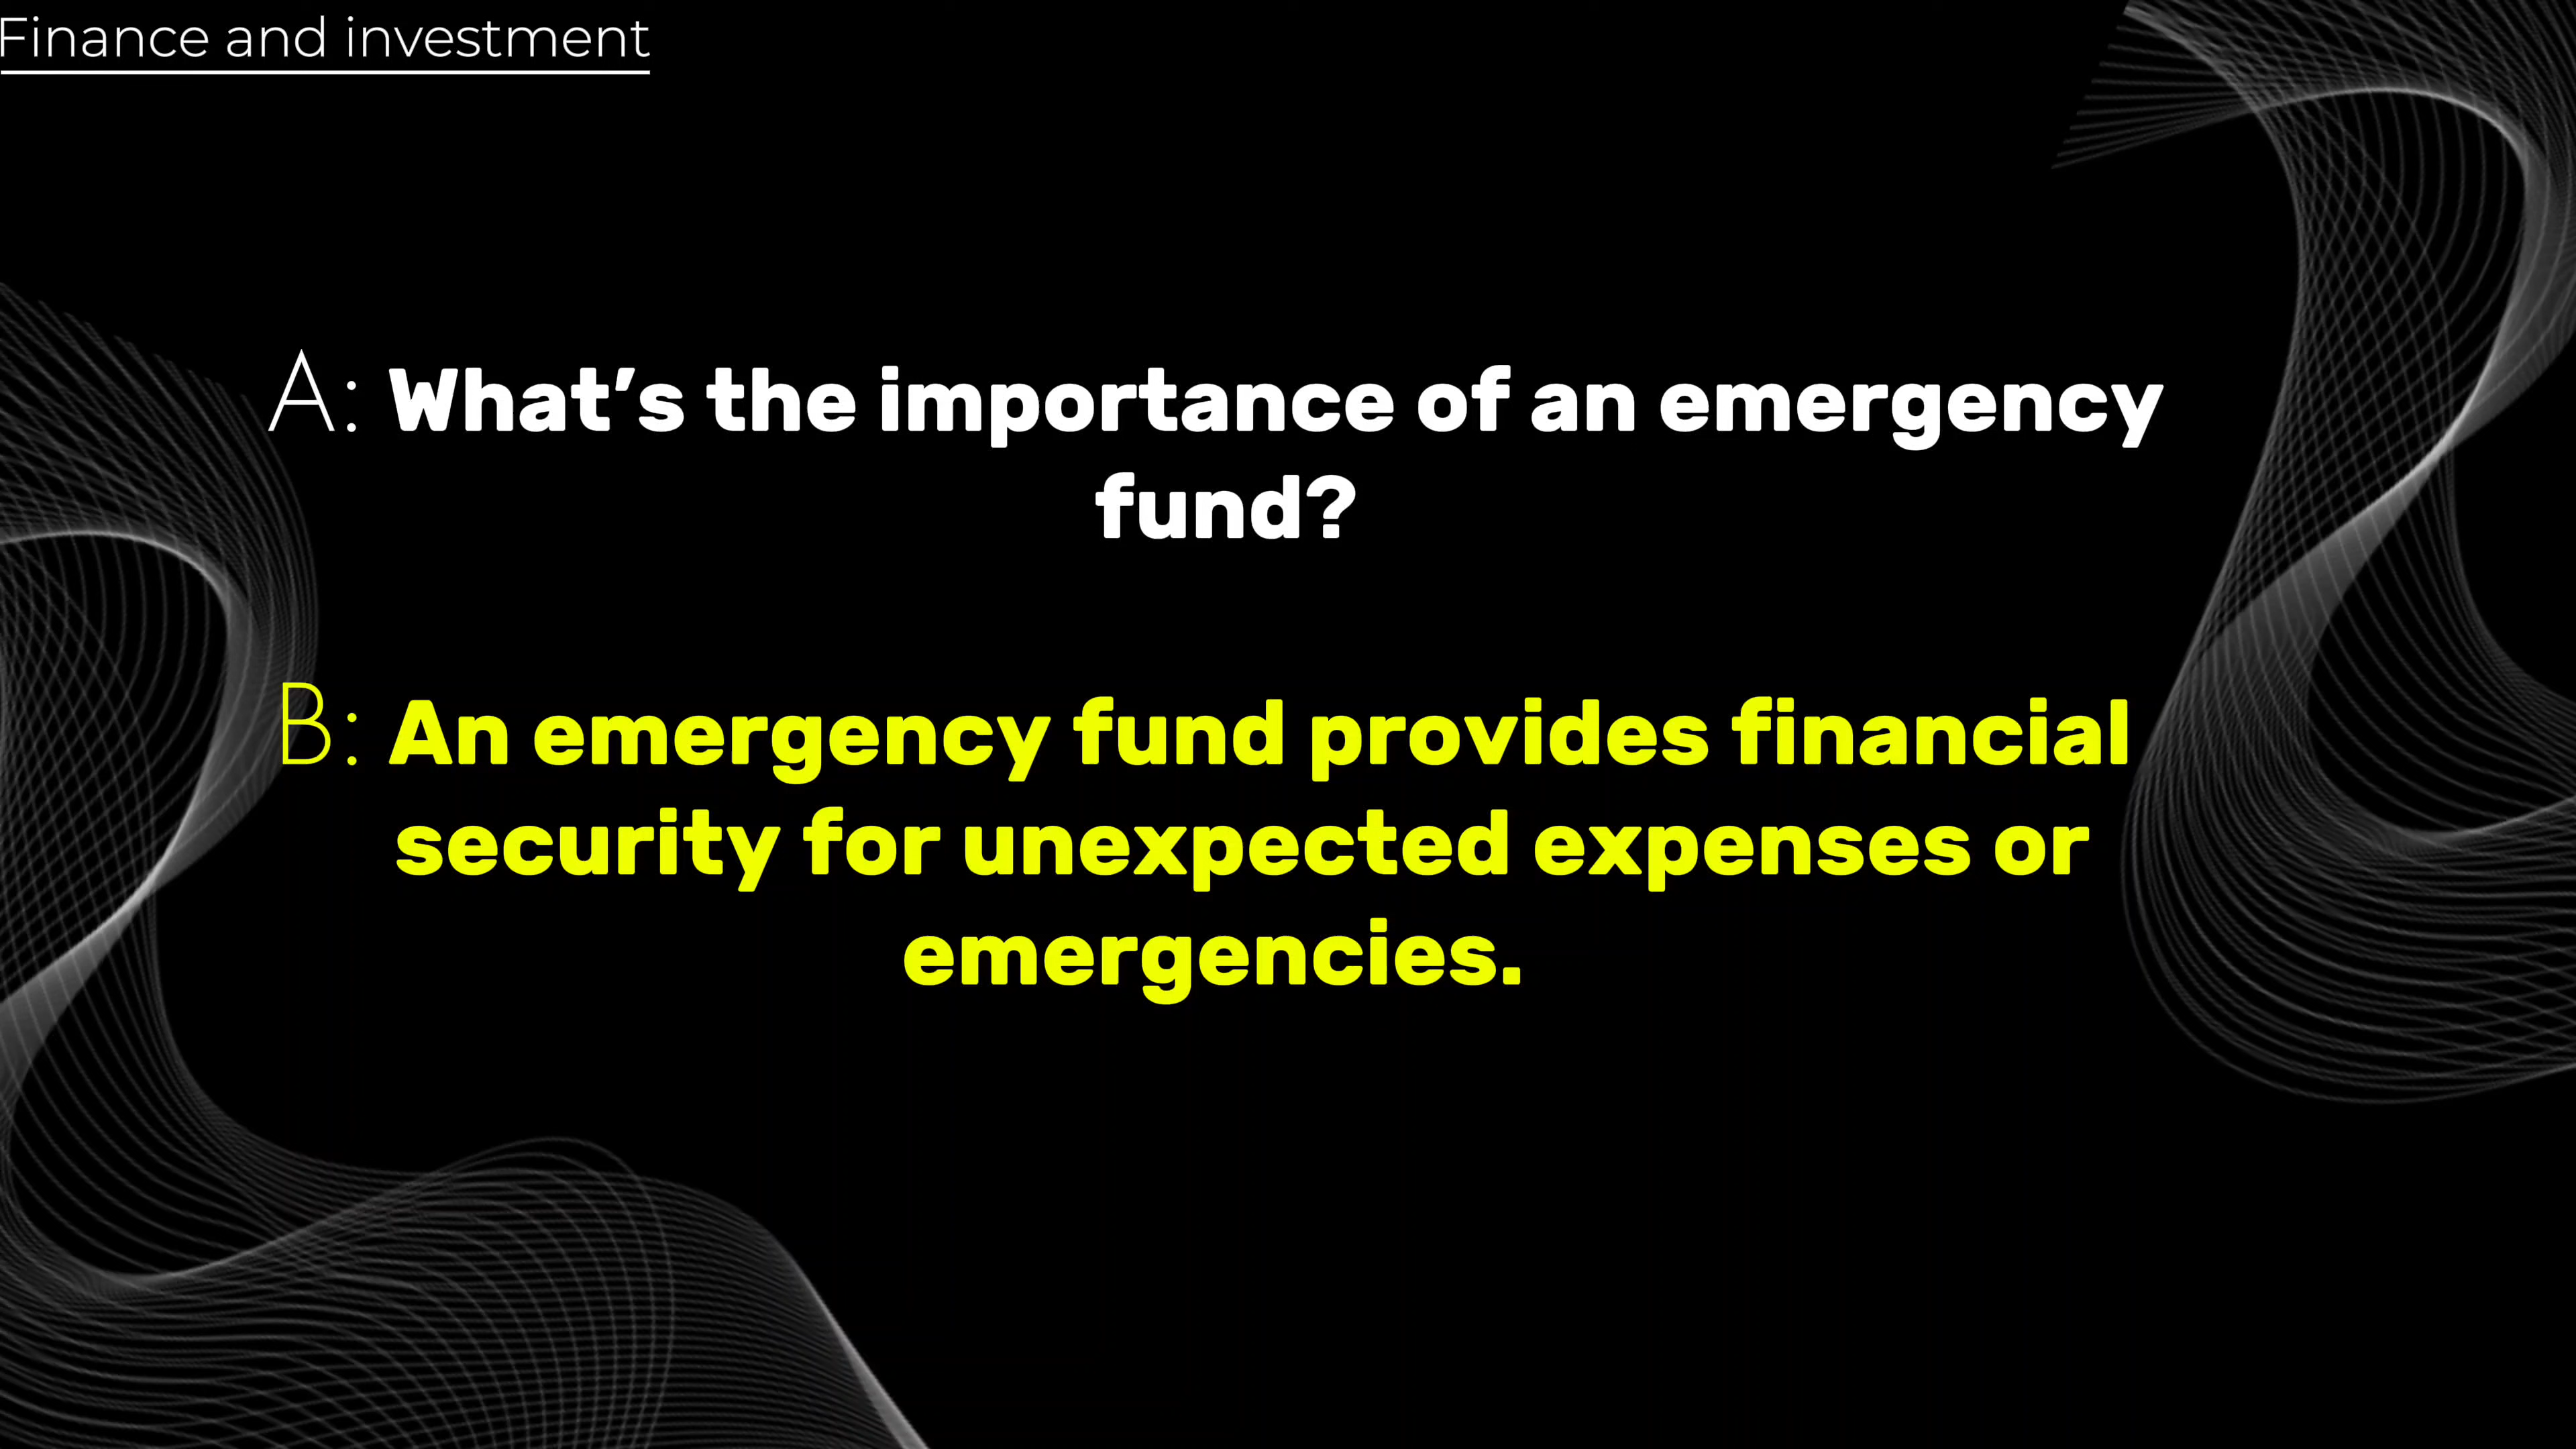 Finance and investment
A: What’s the importance of an emergency
fund?
B: An emergency fund provides financial
security for unexpected expenses or
emergencies.